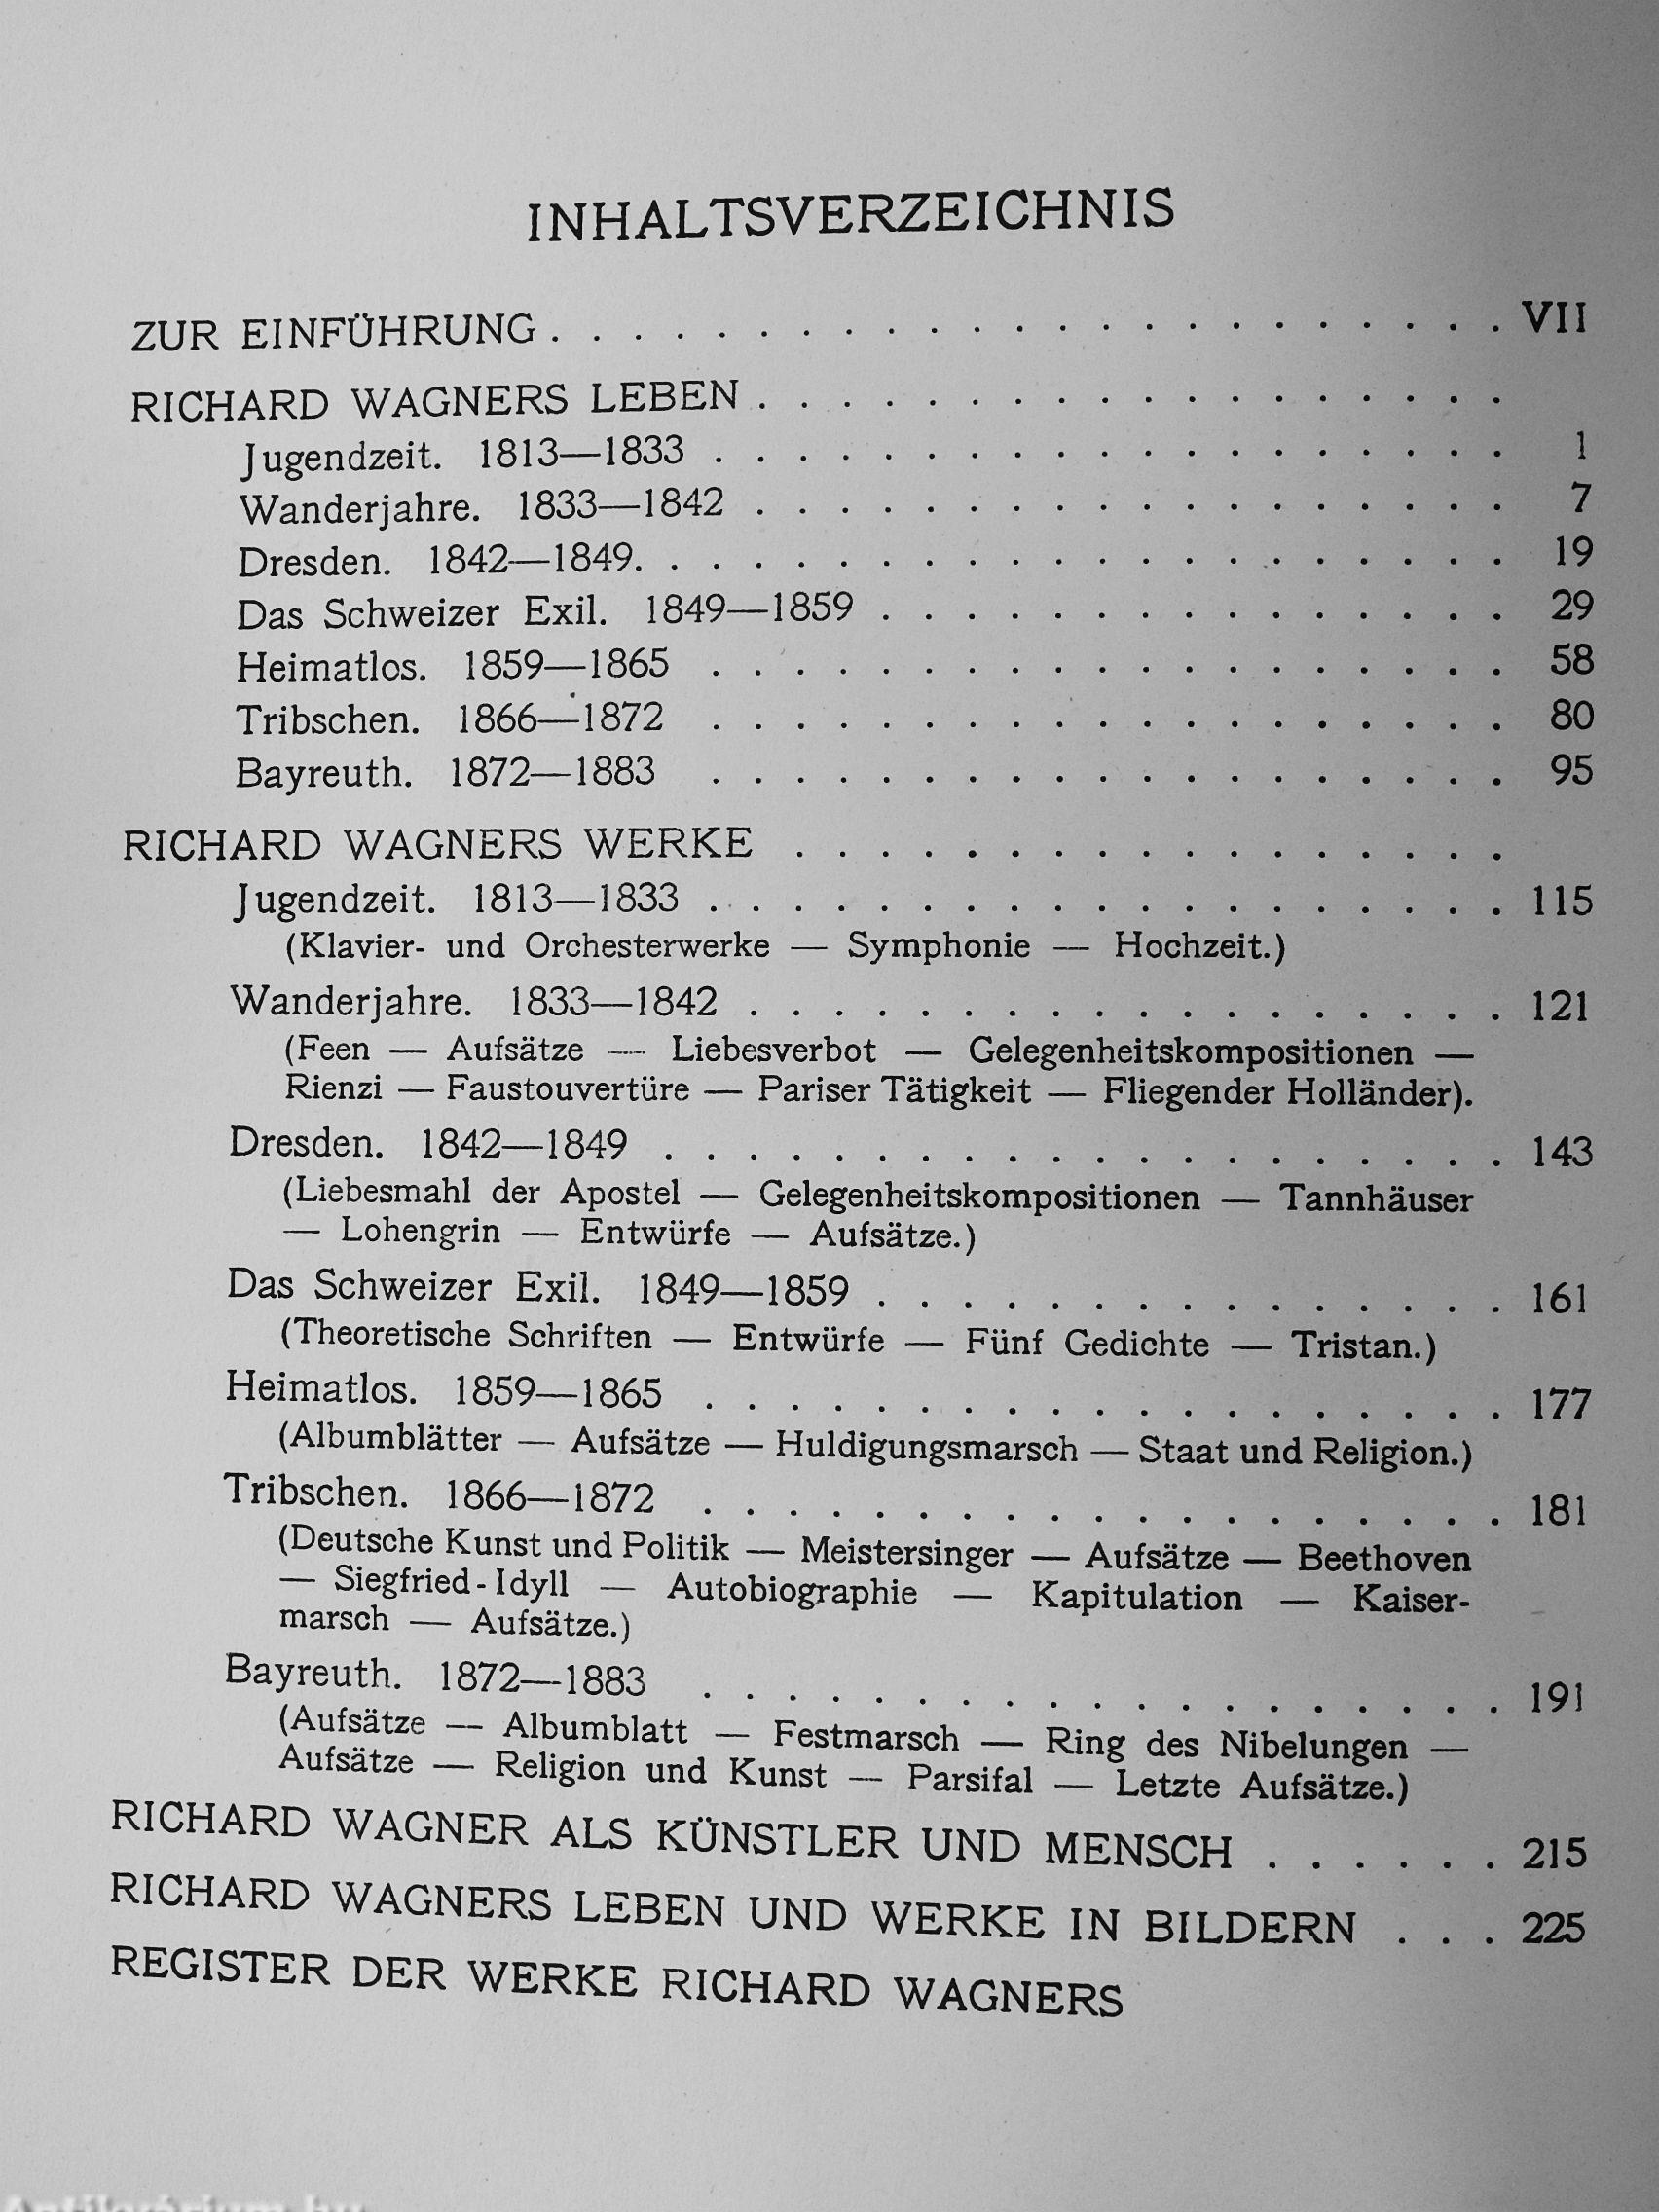 INHALTSVERZEICHNIS
ZUR EINFÜHRUNG . . . . . . . . . . . . . . . . . . . . . . . VII
RICHARD WAGNERS LEBEN . . . . . . . . . . . . . . . . . .
Jugendzeit. 1813—1833 . . . . . . . . . . . . . . . . . . . 1
Wanderjahre. 1833—1842 . . . . . . . . . . . . . . . . . . 7
Dresden. 1842—1849. . . . . . . . . . . . . . . . . . . . . 19
Das Schweizer Exil. 1849—1859 . . . . . . . . . . . . . . . 29
Heimatlos. 1859—1865 . . . . . . . . . . . . . . . . . . . 58
Tribschen. 1866—1872 . . . . . . . . . . . . . . . . . . . 80
Bayreuth. 1872—1883 . . . . . . . . . . . . . . . . . . . 95
RICHARD WAGNERS WERKE . . . . . . . . . . . . . . . . .
Jugendzeit. 1813—1833 . . . . . . . . . . . . . . . . . . . 115
(Klavier- und Orchesterwerke — Symphonie — Hochzeit.)
Wanderjahre. 1833—1842 . . . . . . . . . . . . . . . . . . 121
(Feen — Aufsätze — Liebesverbot — Gelegenheitskompositionen —
Rienzi — Faustouvertüre — Pariser Tätigkeit — Fliegender Holländer).
Dresden. 1842—1849 . . . . . . . . . . . . . . . . . . . . 143
(Liebesmahl der Apostel — Gelegenheitskompositionen — Tannhäuser
— Lohengrin — Entwürfe — Aufsätze.)
Das Schweizer Exil. 1849—1859 . . . . . . . . . . . . . . . 161
(Theoretische Schriften — Entwürfe — Fünf Gedichte — Tristan.)
Heimatlos. 1859—1865 . . . . . . . . . . . . . . . . . . . 177
(Albumblätter — Aufsätze — Huldigungsmarsch — Staat und Religion.)
Tribschen. 1866—1872 . . . . . . . . . . . . . . . . . . . 181
(Deutsche Kunst und Politik — Meistersinger — Aufsätze — Beethoven
— Siegfried-Idyll — Autobiographie — Kapitulation — Kaiser-
marsch — Aufsätze.)
Bayreuth. 1872—1883 . . . . . . . . . . . . . . . . . . . 191
(Aufsätze — Albumblatt — Festmarsch — Ring des Nibelungen —
Aufsätze — Religion und Kunst — Parsifal — Letzte Aufsätze.)
RICHARD WAGNER ALS KÜNSTLER UND MENSCH . . . . . . 215
RICHARD WAGNERS LEBEN UND WERKE IN BILDERN . . . 225
REGISTER DER WERKE RICHARD WAGNERS